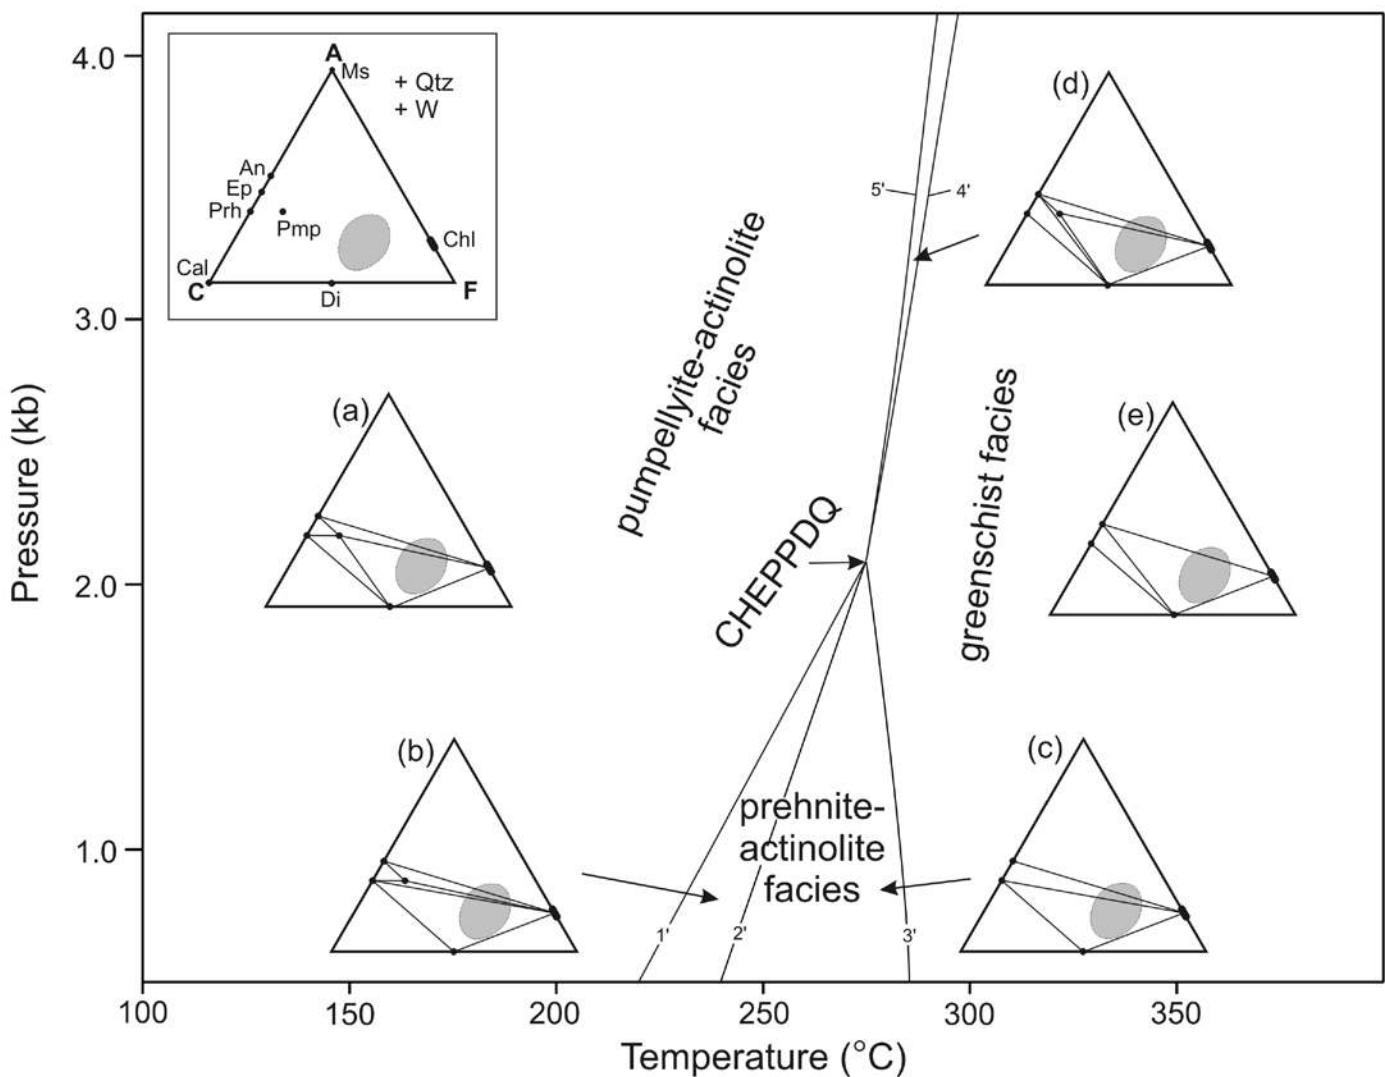 4.0
3.0
2.0
1.0
Pressure (kb)
A
Ms
+ Qtz
+ W
An
Ep
Prh
Pmp
Chl
Cal
C
F
Di
(d)
5'
4'
pumpellyite-actinolite
facies
(a)
(e)
greenschist facies
CHEPPDQ
(b)
(c)
prehnite-
actinolite
facies
1'
2'
3'
100
150
200
250
300
350
Temperature (°C)